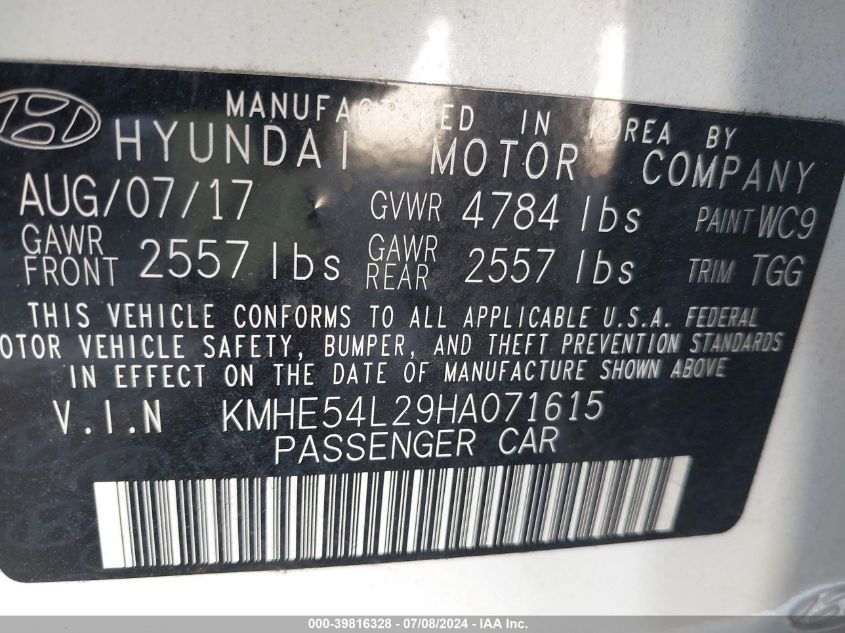 MANUFACTURED IN KOREA BY
HYUNDAI MOTOR COMPANY
AUG/07/17 GVWR 4784 lbs PAINT WC9
GAWR FRONT 2557 lbs GAWR REAR 2557 lbs TRIM TGG
THIS VEHICLE CONFORMS TO ALL APPLICABLE U.S.A. FEDERAL
OTOR VEHICLE SAFETY, BUMPER, AND THEFT PREVENTION STANDARDS
IN EFFECT ON THE DATE OF MANUFACTURE SHOWN ABOVE
V.I.N KMHE54L29HA071615
PASSENGER CAR
000-39816328 - 07/08/2024 - IAA Inc.